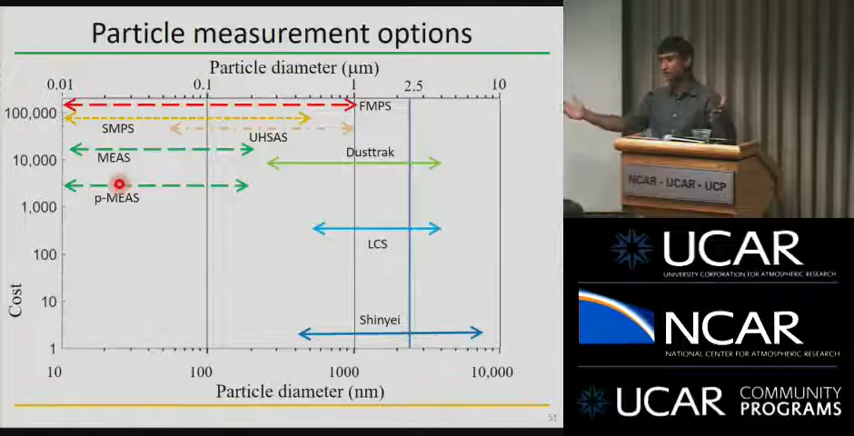 Particle measurement options
Particle diameter (μm)
0.01 0.1 1 2.5 10
100,000
FMPS
SMPS
UHSAS
MEAS
Dusttrak
10,000
p-MEAS
1,000
LCS
100
10
Shinyei
1
Cost
10 100 1000 10,000
Particle diameter (nm)
51
NCAR - UCAR - UCP
UCAR
UNIVERSITY CORPORATION FOR ATMOSPHERIC RESEARCH
NCAR
NATIONAL CENTER FOR ATMOSPHERIC RESEARCH
UCAR COMMUNITY
PROGRAMS